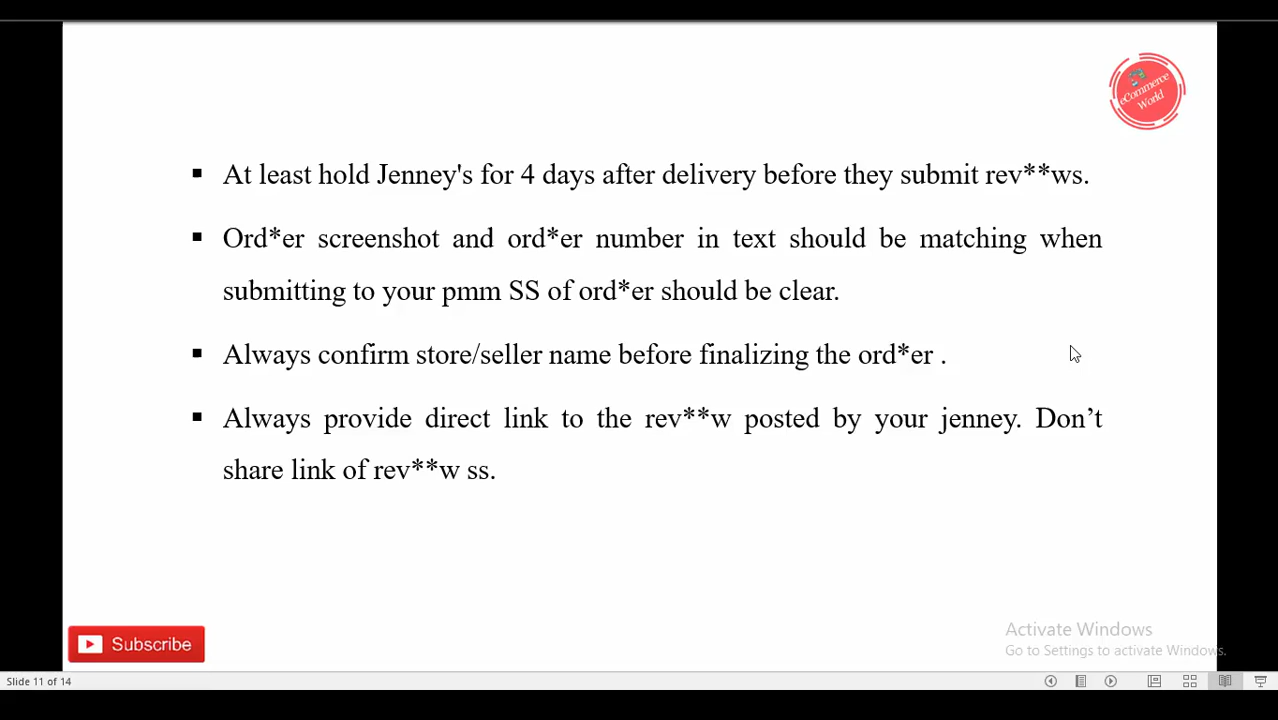 eCommerce
World
▪ At least hold Jenney's for 4 days after delivery before they submit rev**ws.
▪ Ord*er screenshot and ord*er number in text should be matching when
submitting to your pmm SS of ord*er should be clear.
▪ Always confirm store/seller name before finalizing the ord*er .
▪ Always provide direct link to the rev**w posted by your jenney. Don’t
share link of rev**w ss.
Subscribe
Activate Windows
Go to Settings to activate Windows.
Slide 11 of 14